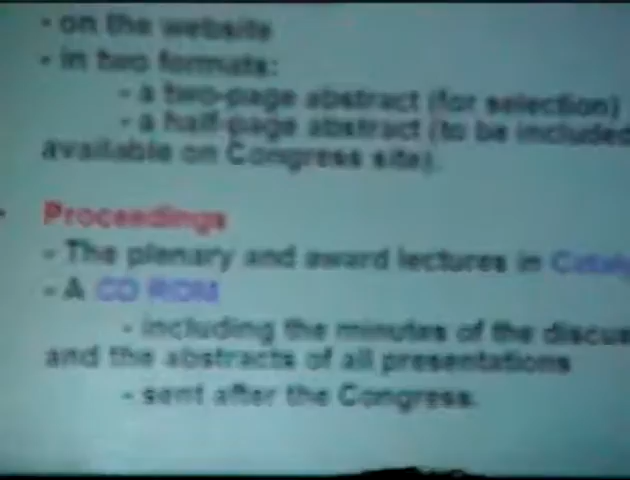 - on the website
- in two formats:
- a two-page abstract (for selection)
- a half-page abstract (to be included
available on Congress site).
Proceedings
- The plenary and award lectures in
- A CD ROM
- including the minutes of the
and the abstracts of all presentations
- sent after the Congress.